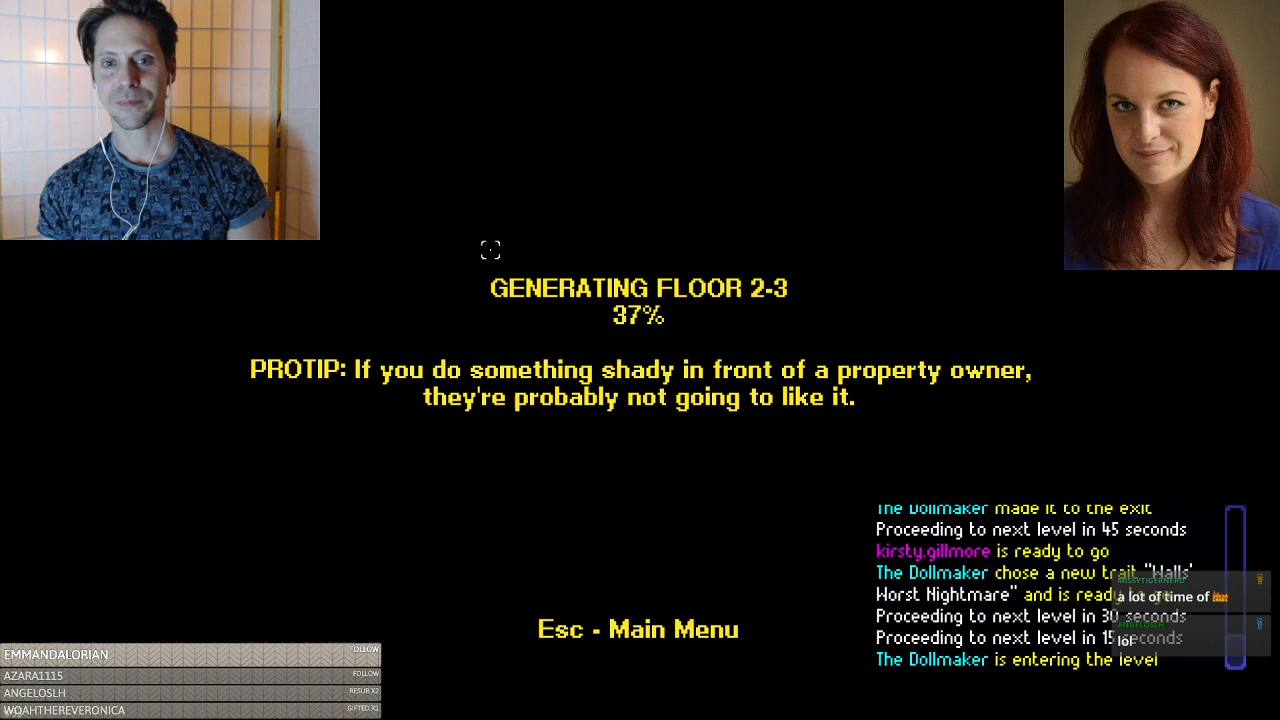 GENERATING FLOOR 2-3
37%
PROTIP: If you do something shady in front of a property owner,
they're probably not going to like it.
Esc - Main Menu
The Dollmaker made it to the exit
Proceeding to next level in 45 seconds
kirsty.gillmore is ready to go
The Dollmaker chose a new trait "Walls'
Worst Nightmare" and is ready to go
Proceeding to next level in 30 seconds
Proceeding to next level in 15 seconds
The Dollmaker is entering the level
MISSYTIGERNERD
a lot of time of
ANGELOSLH
lol
EMMANDALORIAN FOLLOW
AZARA1115 FOLLOW
ANGELOSLH RESUB X2
WOAHTHEREVERONICA GIFTED X1